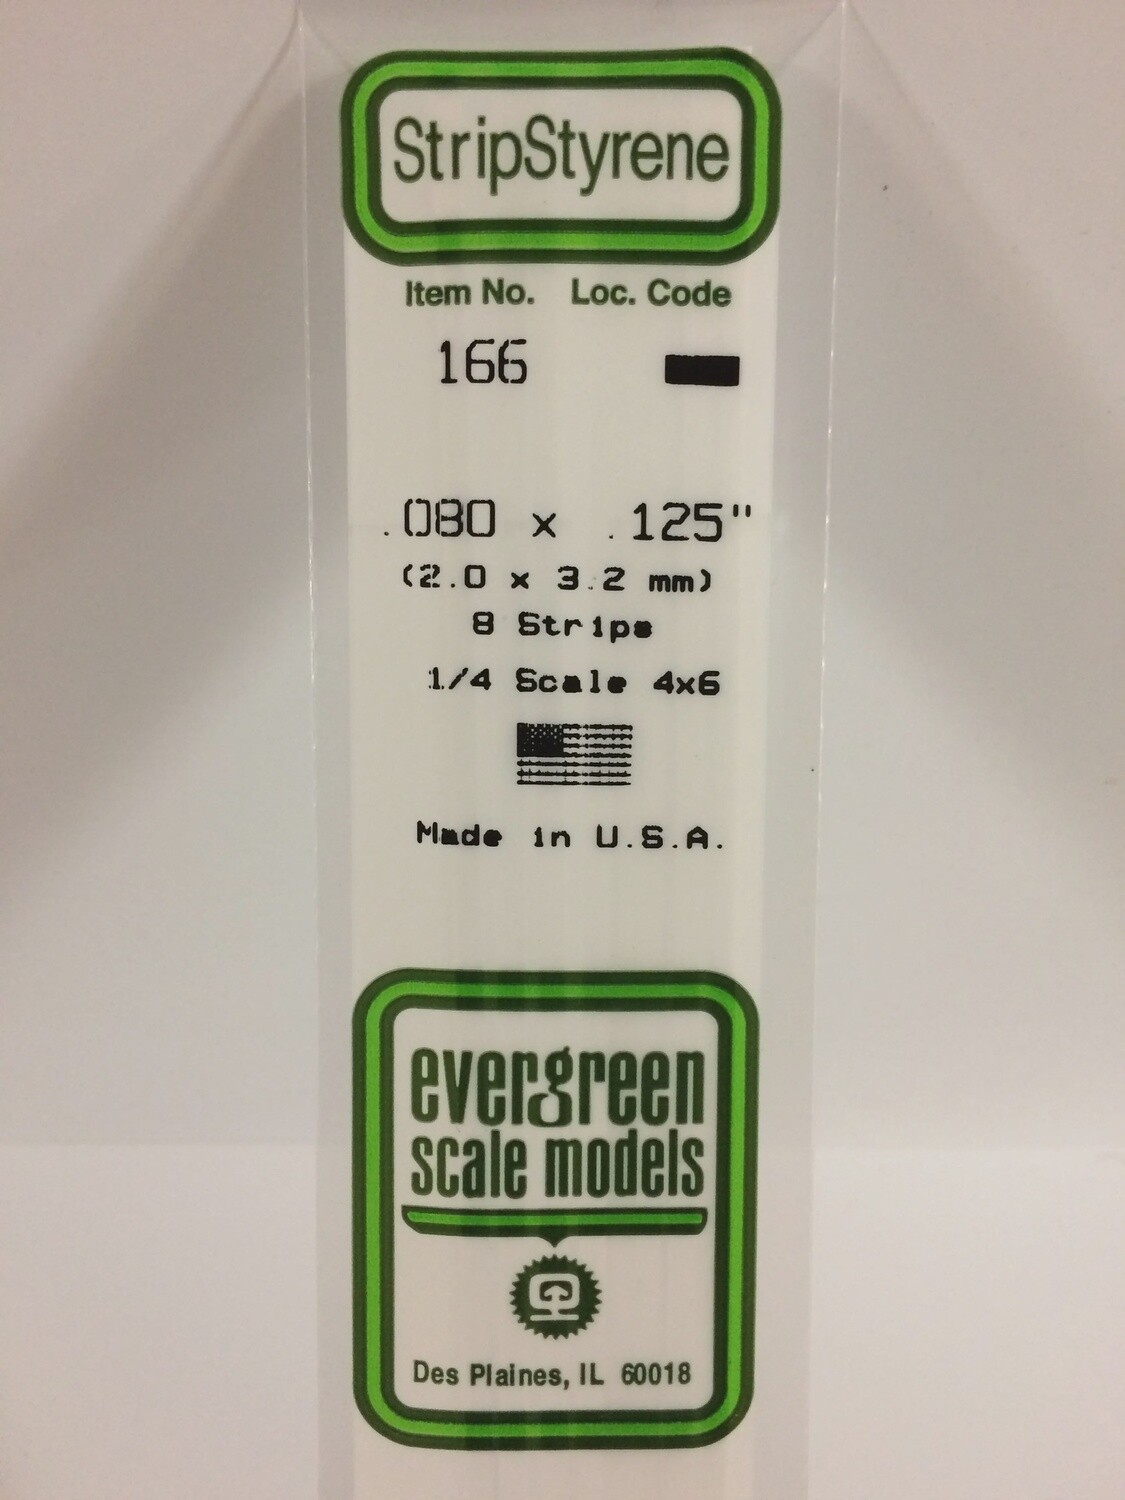 StripStyrene
Item No. Loc. Code
166
.080 x .125"
(2.0 x 3.2 mm)
8 Strips
1/4 Scale 4x6
Made in U.S.A.
evergreen
scale models
Des Plaines, IL 60018